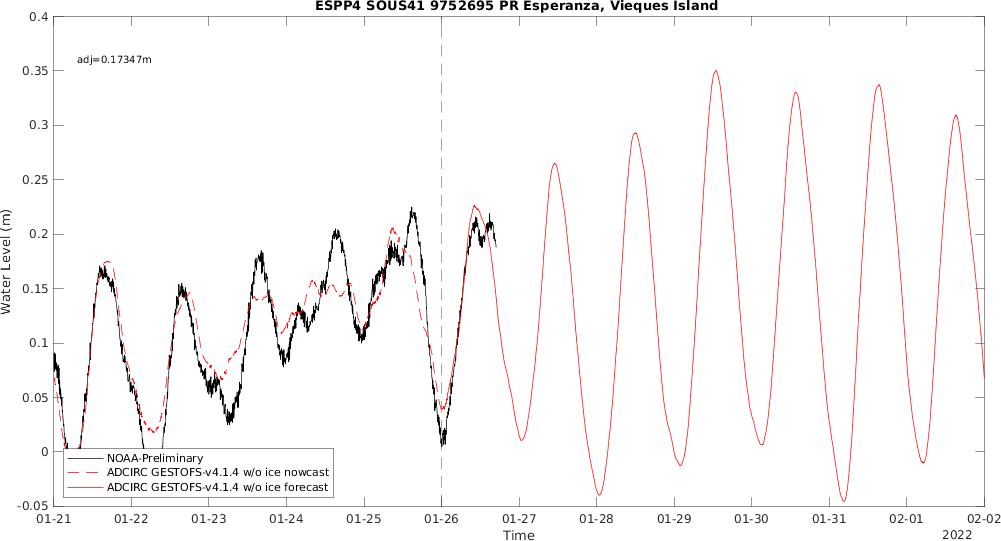 ESPP4 SOUS41 9752695 PR Esperanza, Vieques Island
adj=0.17347m
Water Level (m)
0.4
0.35
0.3
0.25
0.2
0.15
0.1
0.05
0
-0.05
NOAA-Preliminary
ADCIRC GESTOFS-v4.1.4 w/o ice nowcast
ADCIRC GESTOFS-v4.1.4 w/o ice forecast
01-21 01-22 01-23 01-24 01-25 01-26 01-27 01-28 01-29 01-30 01-31 02-01 02-02
Time
2022